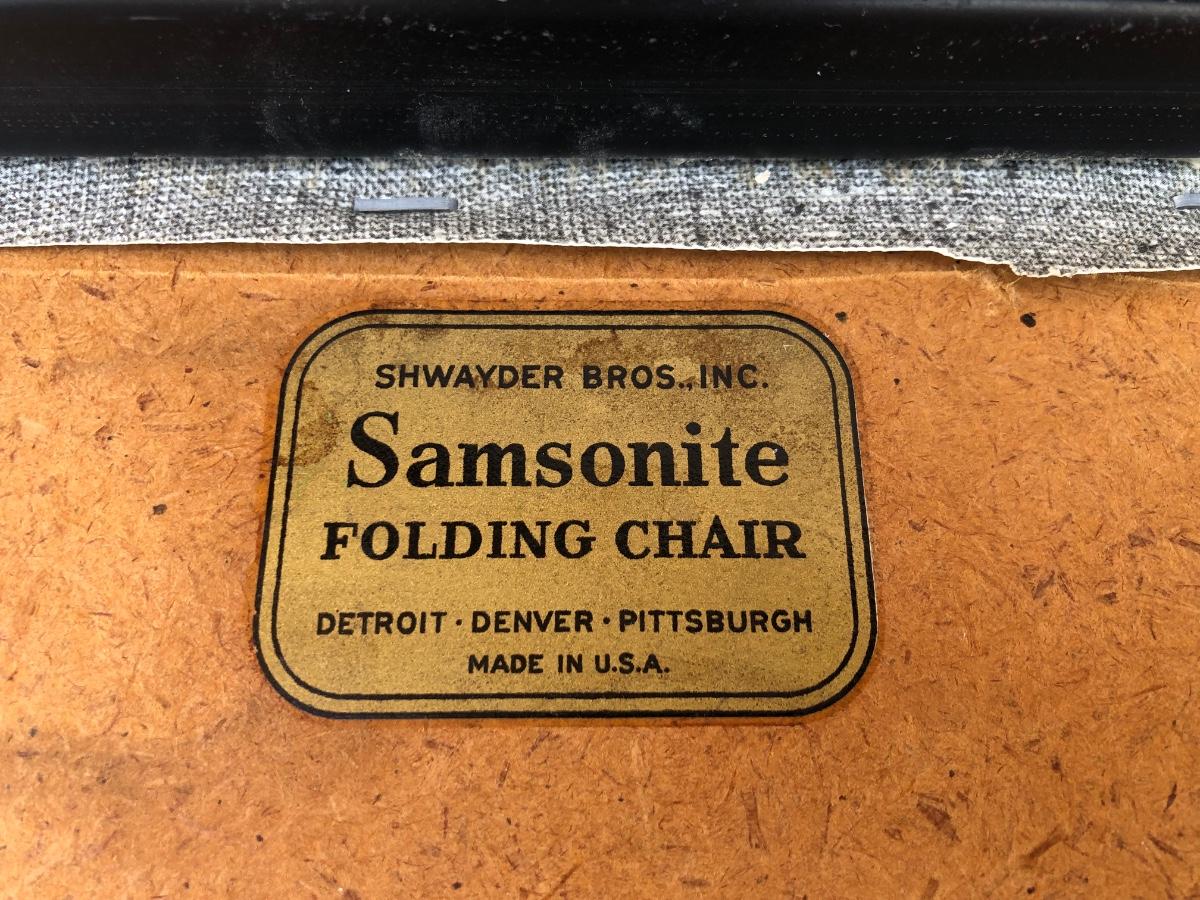 SHWAYDER BROS., INC.
Samsonite
FOLDING CHAIR
DETROIT · DENVER · PITTSBURGH
MADE IN U.S.A.